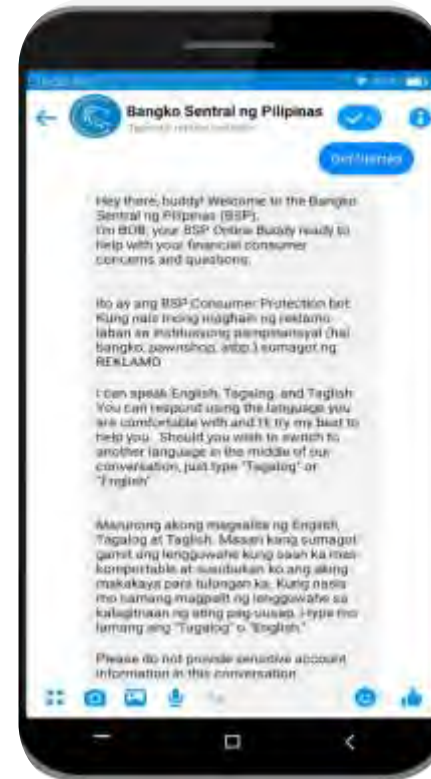 Bangko Sentral ng Pilipinas
Get Started
Hey there, buddy! Welcome to the Bangko
Sentral ng Pilipinas (BSP).
I'm BOB, your BSP Online Buddy ready to
help with your financial consumer
concerns and questions.
Ito ay ang BSP Consumer Protection bot.
Kung nais mong maghain ng reklamo
laban sa institusyong pampinansyal (hal.
bangko, pawnshop, atbp.) sumagot ng
REKLAMO
I can speak English, Tagalog, and Taglish.
You can respond using the language you
are comfortable with and I'll try my best to
help you. Should you wish to switch to
another language in the middle of our
conversation, just type "Tagalog" or
"English"
Marunong akong magsalita ng English,
Tagalog at Taglish. Maaari kang sumagot
gamit ang lengguwahe kung saan ka mas
komportable at susubukan ko ang aking
makakaya para tulungan ka. Kung nasis
mo namang magpalit ng lengguwahe sa
kalagitnaan ng ating pag-uusap, i-type mo
lamang ang "Tagalog" o "English."
Please do not provide sensitive account
information in this conversation